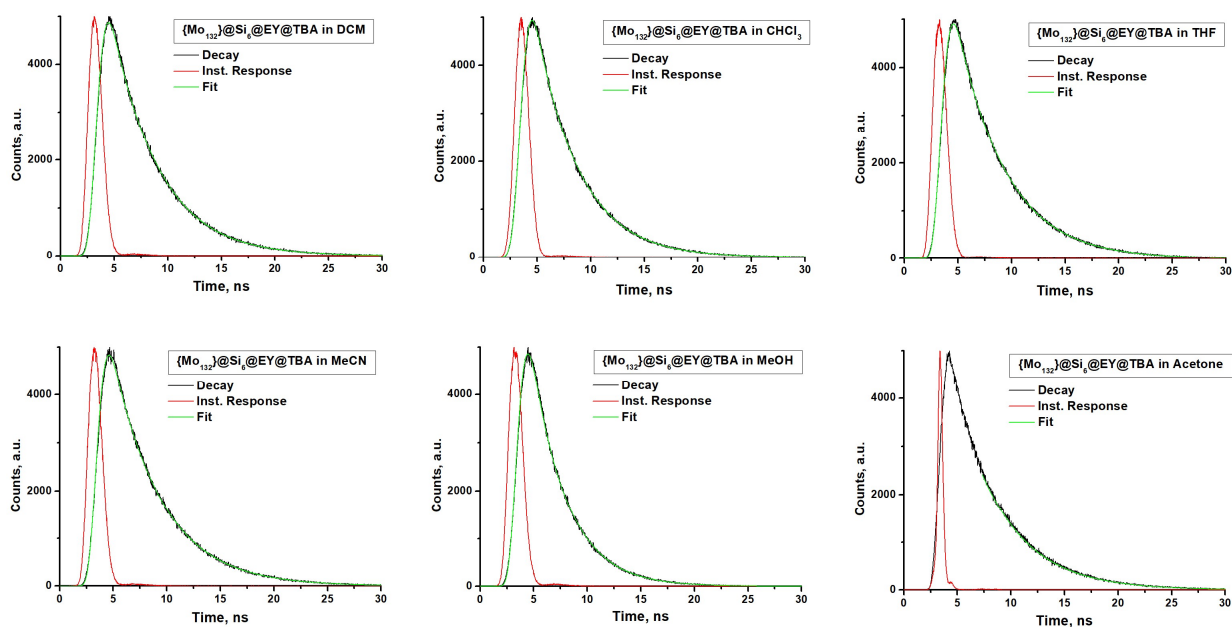 {Mo132}@Si6@EY@TBA in DCM
Decay
Inst. Response
Fit
Counts, a.u.
4000
2000
0
0 5 10 15 20 25 30
Time, ns
{Mo132}@Si6@EY@TBA in CHCl3
Decay
Inst. Response
Fit
Counts, a.u.
4000
2000
0
0 5 10 15 20 25 30
Time, ns
{Mo132}@Si6@EY@TBA in THF
Decay
Inst. Response
Fit
Counts, a.u.
4000
2000
0
0 5 10 15 20 25 30
Time, ns
{Mo132}@Si6@EY@TBA in MeCN
Decay
Inst. Response
Fit
Counts, a.u.
4000
2000
0
0 5 10 15 20 25 30
Time, ns
{Mo132}@Si6@EY@TBA in MeOH
Decay
Inst. Response
Fit
Counts, a.u.
4000
2000
0
0 5 10 15 20 25 30
Time, ns
{Mo132}@Si6@EY@TBA in Acetone
Decay
Inst. Response
Fit
Counts, a.u.
4000
2000
0
0 5 10 15 20 25 30
Time, ns